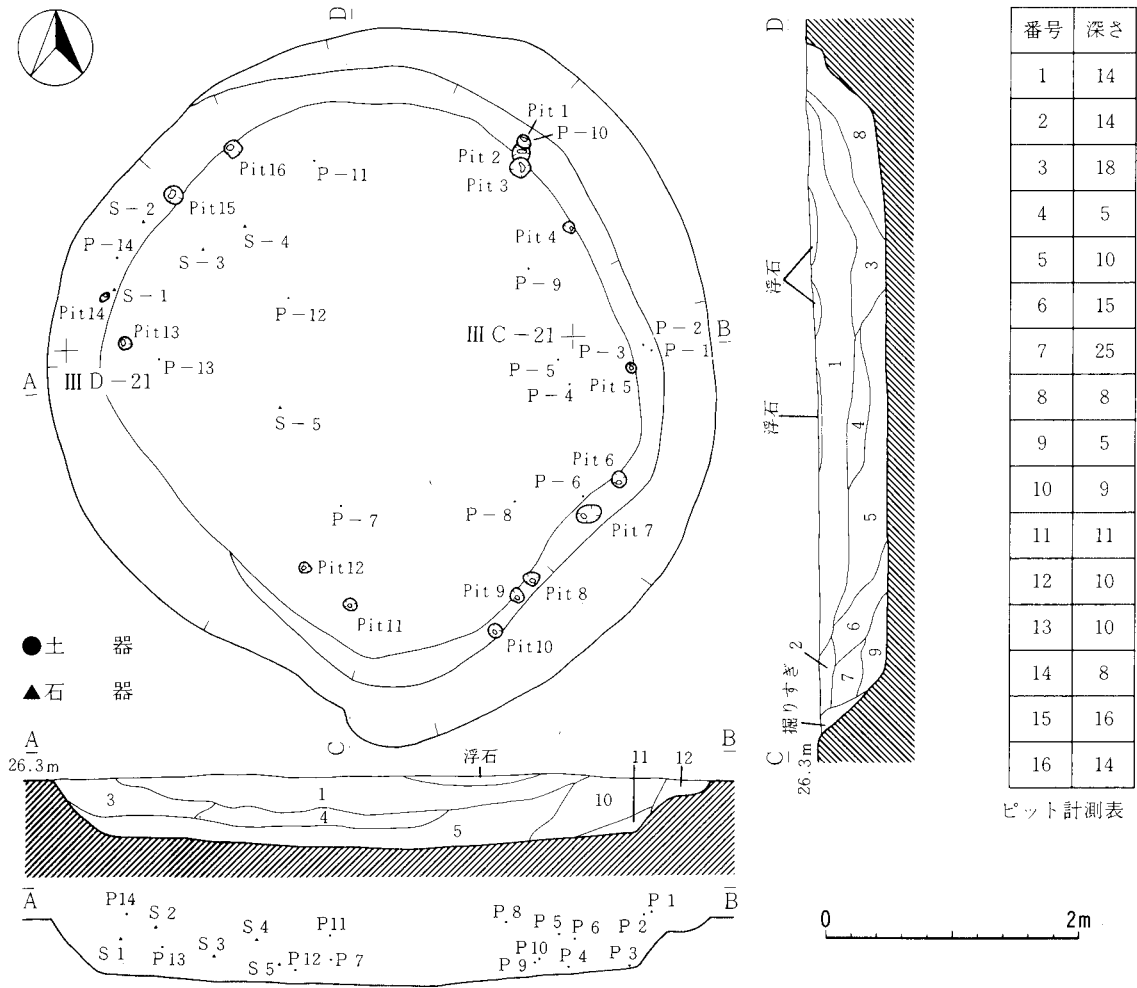 D
Pit 1
P-10
Pit 2
Pit 3
Pit16
P-11
Pit15
S-2
S-4
P-14
S-3
Pit 4
P-9
S-1
Pit14
P-12
Pit13
III C-21
P-2
B
P-3
P-1
P-13
P-5
Pit 5
A
III D-21
P-4
S-5
Pit 6
P-6
P-7
P-8
Pit 7
Pit12
Pit 9
Pit 8
Pit11
Pit10
●土 器
▲石 器
C
A
26.3m
浮石
11
12
B
3
1
10
4
5
A
B
P14
S 2
S 4
P11
P 8
P 5
P 6
P 2
P 1
S 1
P13
S 3
S 5
P12
P 7
P10
P 9
P 4
P 3
D
8
浮石
3
1
浮石
4
5
2
6
9
7
掘りすぎ
C
26.3m
番号 深さ
1 14
2 14
3 18
4 5
5 10
6 15
7 25
8 8
9 5
10 9
11 11
12 10
13 10
14 8
15 16
16 14
ピット計測表
0 2m